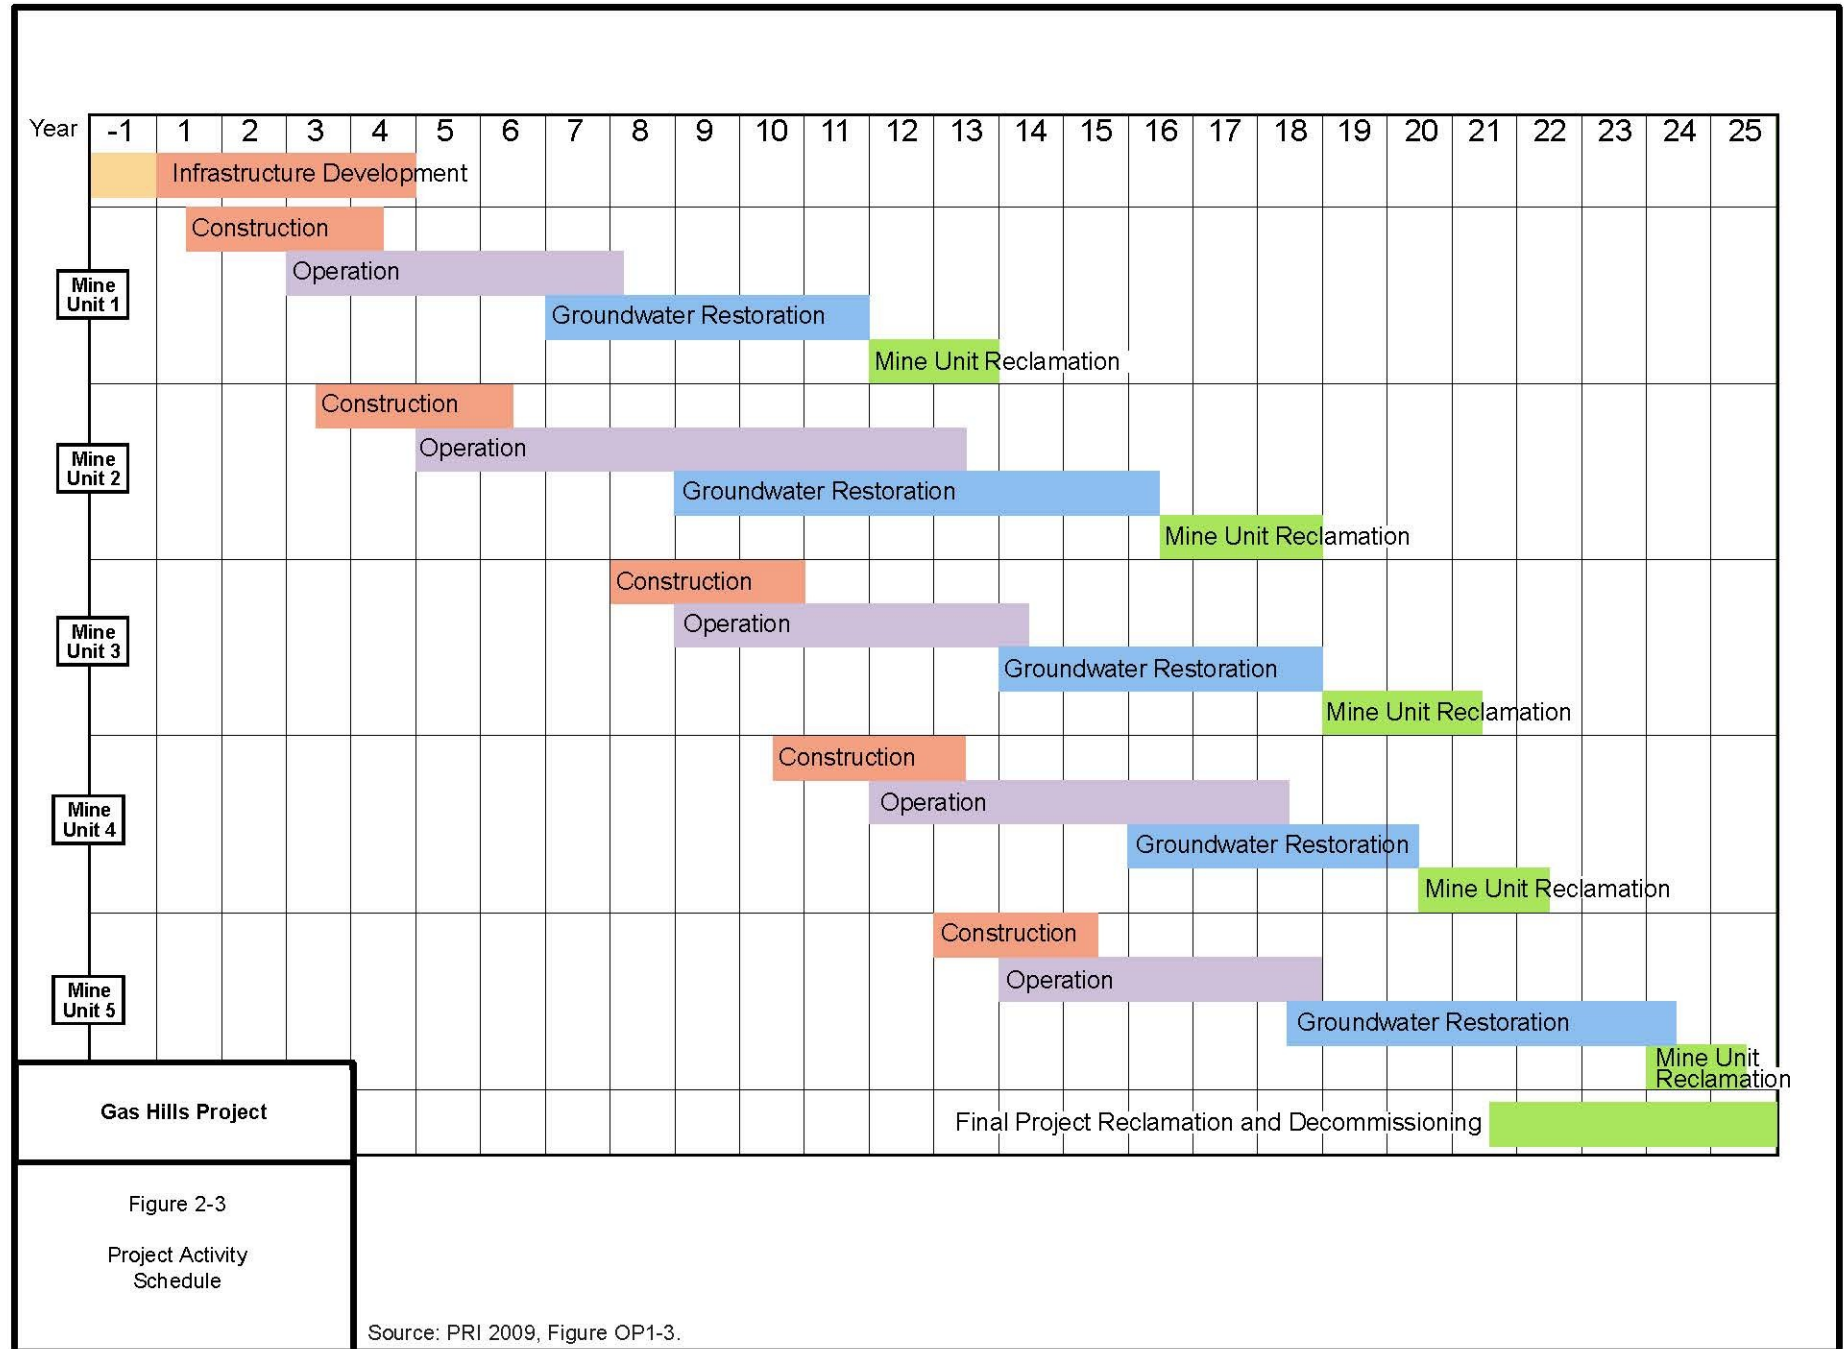 Year -1 1 2 3 4 5 6 7 8 9 10 11 12 13 14 15 16 17 18 19 20 21 22 23 24 25
Infrastructure Development
Mine
Unit 1
Construction
Operation
Groundwater Restoration
Mine Unit Reclamation
Mine
Unit 2
Construction
Operation
Groundwater Restoration
Mine Unit Reclamation
Mine
Unit 3
Construction
Operation
Groundwater Restoration
Mine Unit Reclamation
Mine
Unit 4
Construction
Operation
Groundwater Restoration
Mine Unit Reclamation
Mine
Unit 5
Construction
Operation
Groundwater Restoration
Mine Unit
Reclamation
Final Project Reclamation and Decommissioning
Gas Hills Project
Figure 2-3
Project Activity
Schedule
Source: PRI 2009, Figure OP1-3.